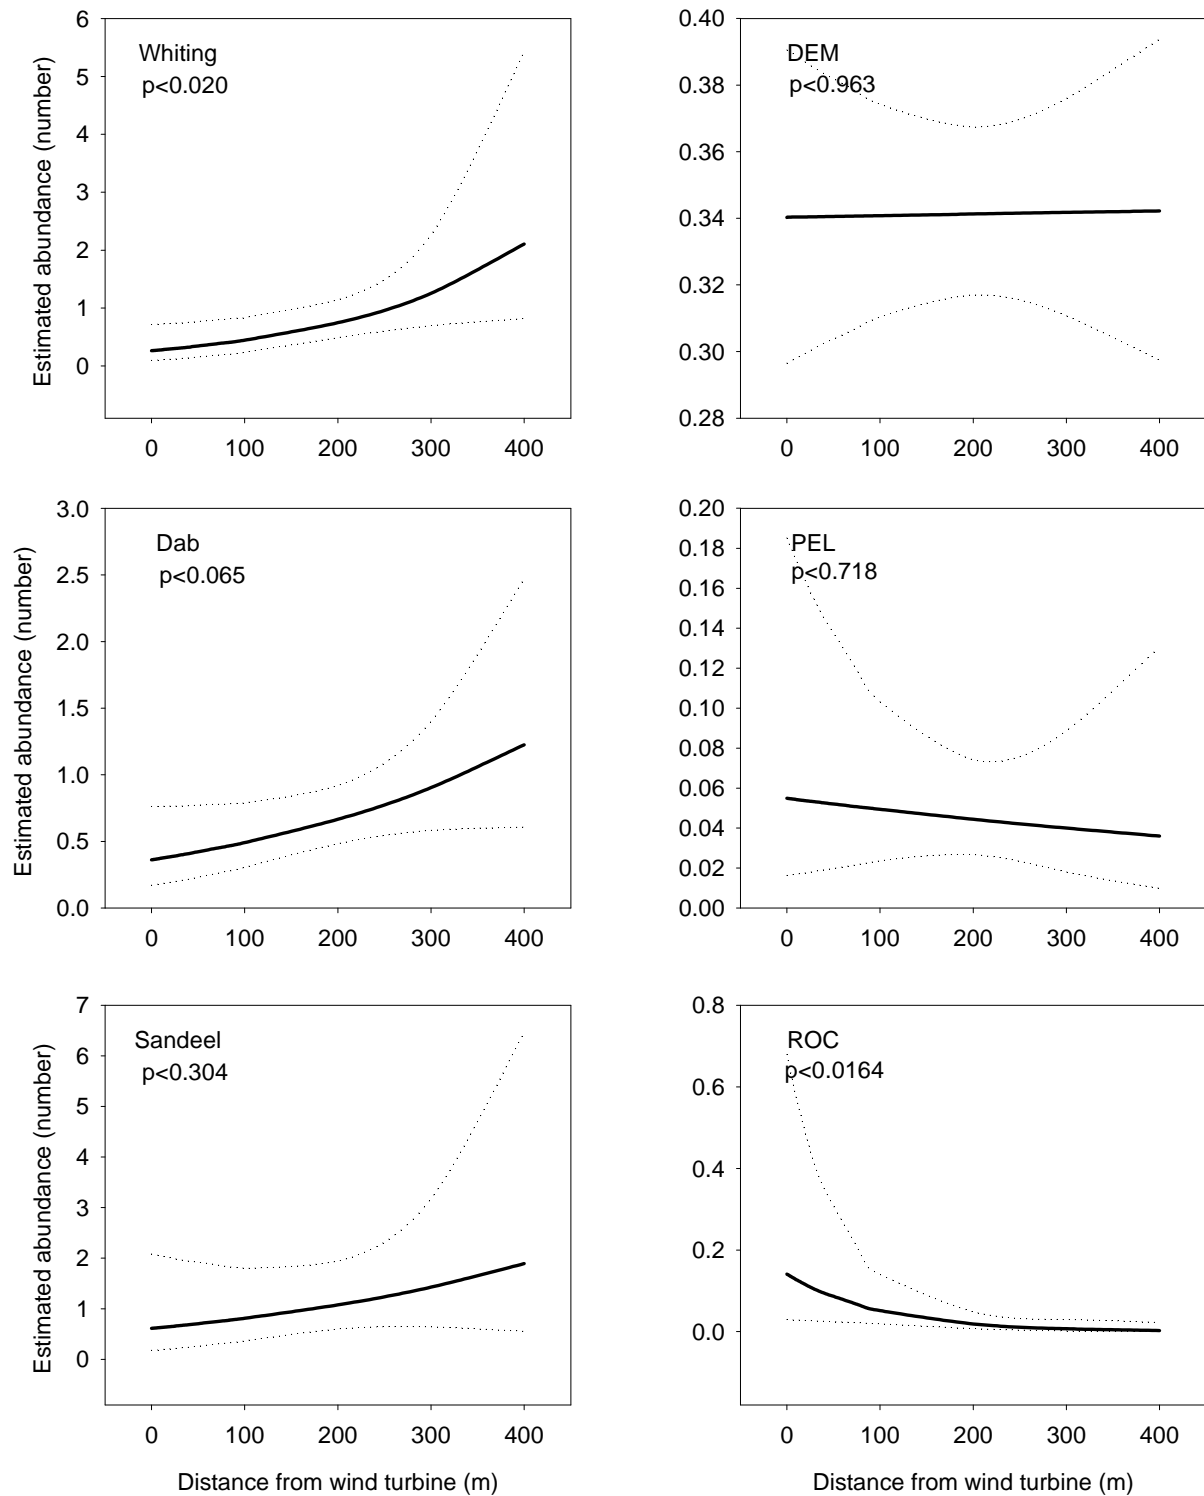 Whiting
p<0.020
Estimated abundance (number)
6
5
4
3
2
1
0
0 100 200 300 400
DEM
p<0.963
0.40
0.38
0.36
0.34
0.32
0.30
0.28
0 100 200 300 400
Dab
p<0.065
Estimated abundance (number)
3.0
2.5
2.0
1.5
1.0
0.5
0.0
0 100 200 300 400
PEL
p<0.718
0.20
0.18
0.16
0.14
0.12
0.10
0.08
0.06
0.04
0.02
0.00
0 100 200 300 400
Sandeel
p<0.304
Estimated abundance (number)
7
6
5
4
3
2
1
0
0 100 200 300 400
Distance from wind turbine (m)
ROC
p<0.0164
0.8
0.6
0.4
0.2
0.0
0 100 200 300 400
Distance from wind turbine (m)